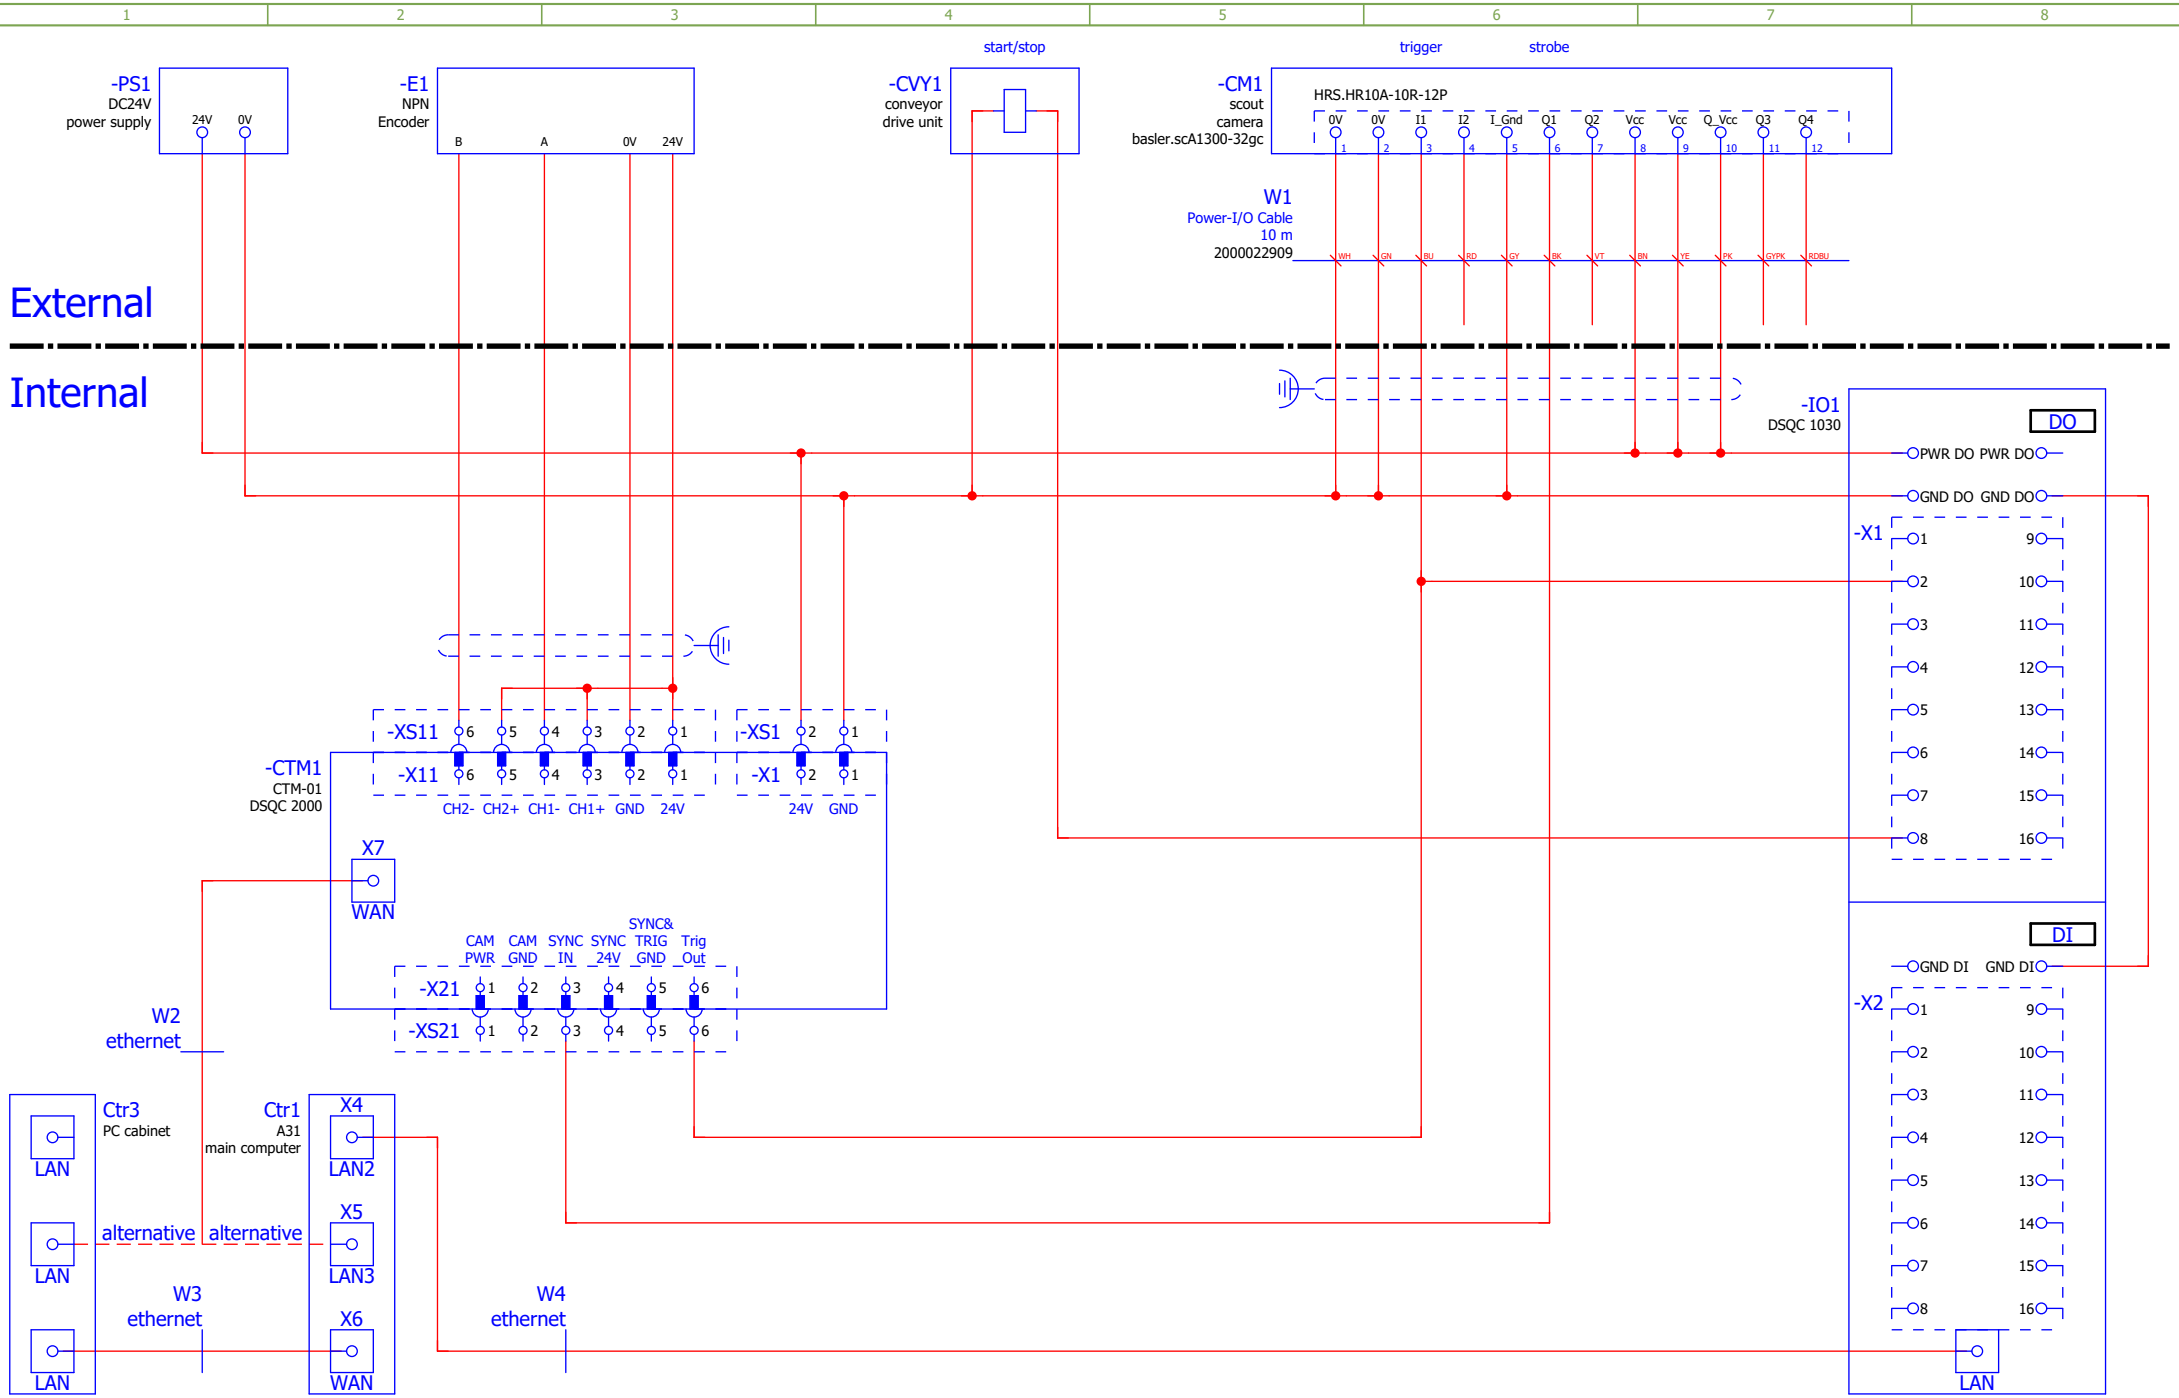 1 2 3 4 5 6 7 8
start/stop trigger strobe
-PS1
DC24V
power supply
24V 0V
-E1
NPN
Encoder
B A 0V 24V
-CVY1
conveyor
drive unit
-CM1
scout
camera
basler.scA1300-32gc
HRS.HR10A-10R-12P
0V 0V I1 I2 I_Gnd Q1 Q2 Vcc Vcc Q_Vcc Q3 Q4
1 2 3 4 5 6 7 8 9 10 11 12
W1
Power-I/O Cable
10 m
2000022909
WH GN BU RD GY BK VT BN YE PK GYPK RDBU
External
Internal
-IO1
DSQC 1030
DO
PWR DO PWR DO
GND DO GND DO
-X1
1 9
2 10
3 11
4 12
5 13
6 14
7 15
8 16
-XS11 6 5 4 3 2 1
-XS1 2 1
-CTM1
CTM-01
DSQC 2000
-X11 6 5 4 3 2 1
-X1 2 1
CH2- CH2+ CH1- CH1+ GND 24V
24V GND
X7
WAN
CAM PWR
CAM GND
SYNC IN
SYNC 24V
SYNC& TRIG GND
Trig Out
-X21 1 2 3 4 5 6
-XS21 1 2 3 4 5 6
DI
GND DI GND DI
-X2
1 9
2 10
3 11
4 12
5 13
6 14
7 15
8 16
LAN
W2
ethernet
Ctr3
PC cabinet
LAN
LAN
LAN
Ctr1
A31
main computer
X4
LAN2
X5
LAN3
X6
WAN
alternative alternative
W3
ethernet
W4
ethernet